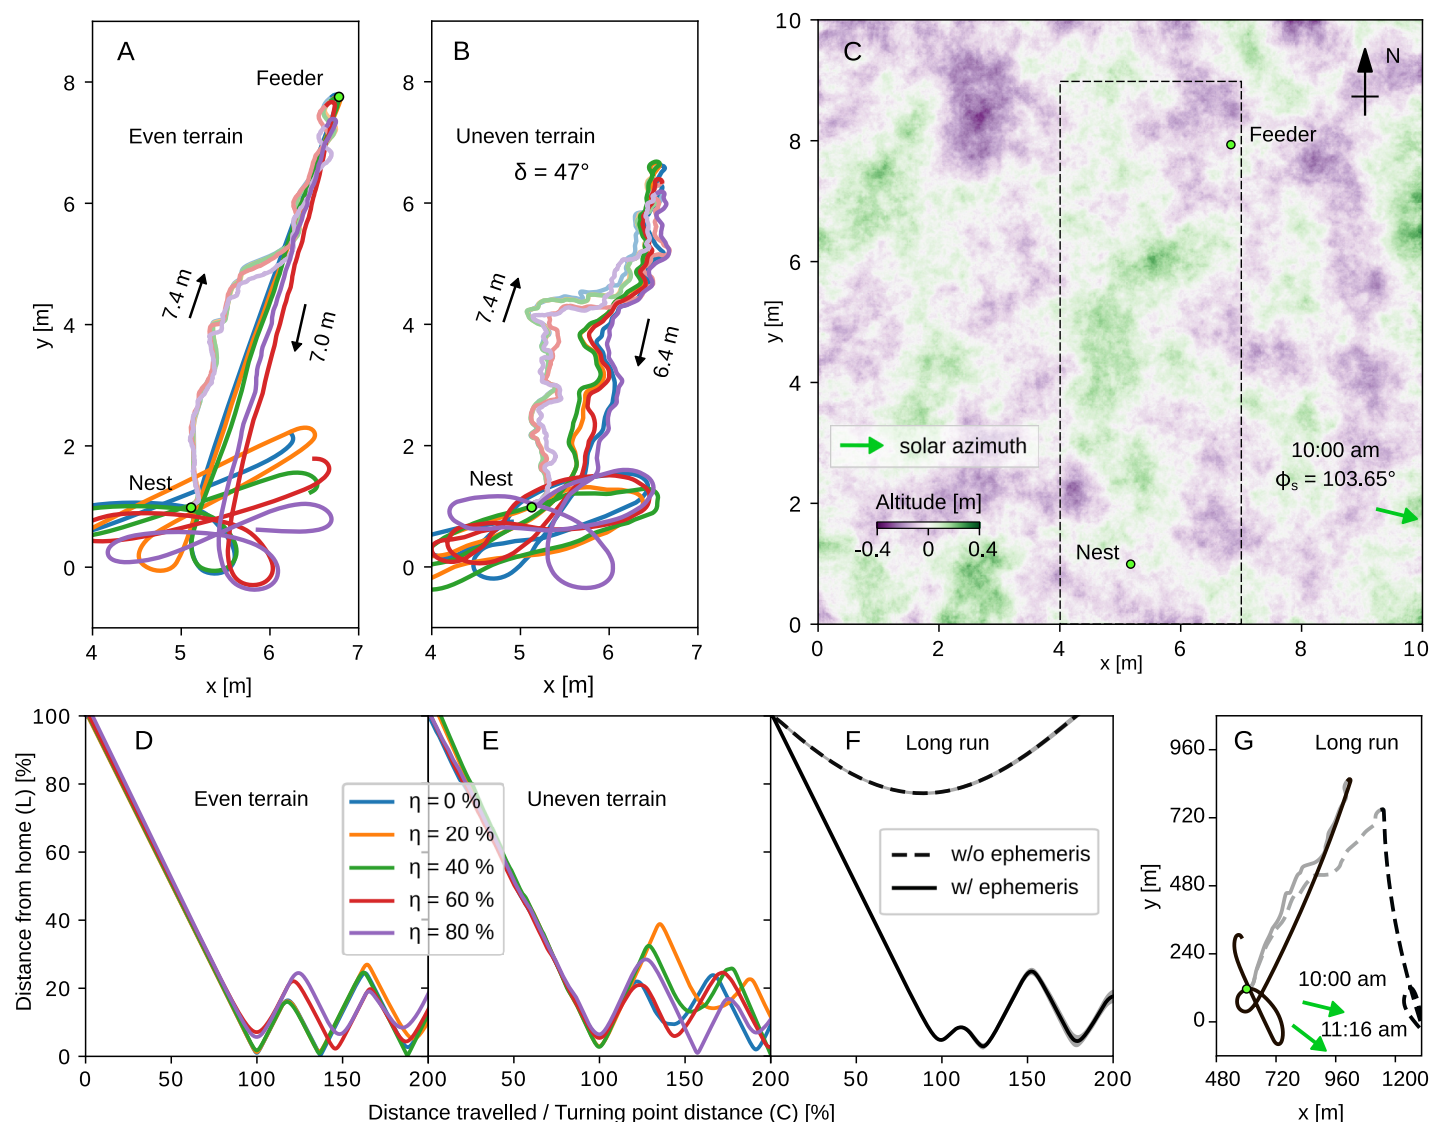 A
Feeder
Even terrain
7.4 m
7.0 m
Nest
y [m]
8
6
4
2
0
4
5
6
7
x [m]
B
Uneven terrain
δ = 47°
7.4 m
6.4 m
Nest
8
6
4
2
0
4
5
6
7
x [m]
C
N
Feeder
solar azimuth
10:00 am
ϕs = 103.65°
Altitude [m]
-0.4
0
0.4
Nest
y [m]
10
8
6
4
2
0
0
2
4
6
8
10
x [m]
D
Even terrain
Distance from home (L) [%]
100
80
60
40
20
0
0
50
100
150
200
η = 0 %
η = 20 %
η = 40 %
η = 60 %
η = 80 %
E
Uneven terrain
50
100
150
200
F
Long run
w/o ephemeris
w/ ephemeris
50
100
150
200
Distance travelled / Turning point distance (C) [%]
G
Long run
10:00 am
11:16 am
y [m]
960
720
480
240
0
480
720
960
1200
x [m]